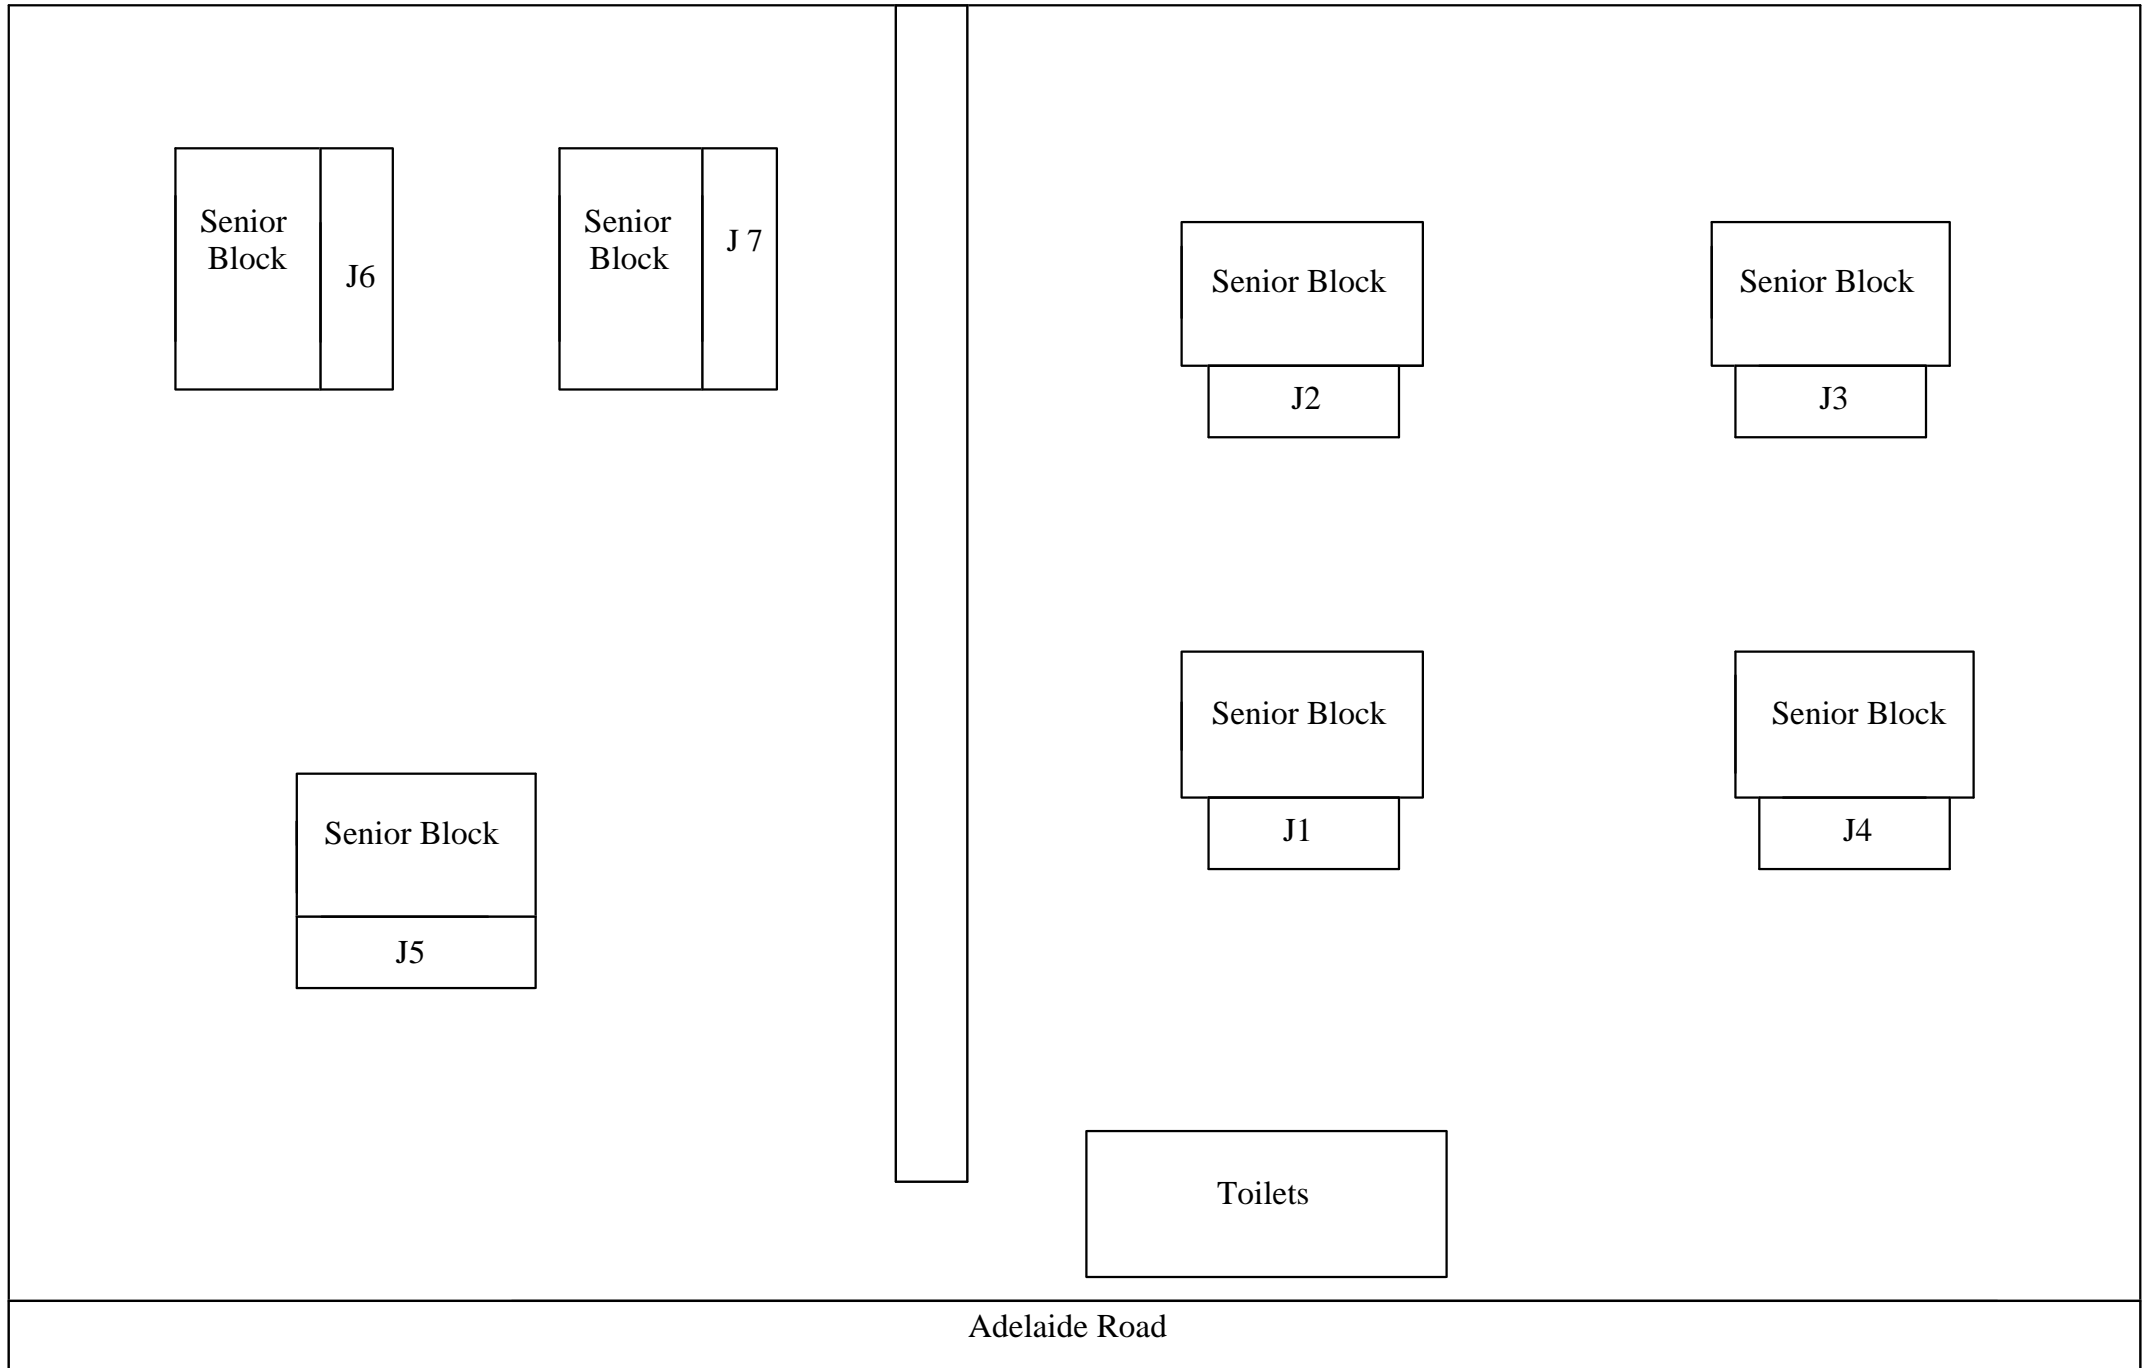 Senior
Block
J6
Senior
Block
J 7
Senior Block
J2
Senior Block
J3
Senior Block
J1
Senior Block
J4
Senior Block
J5
Toilets
Adelaide Road